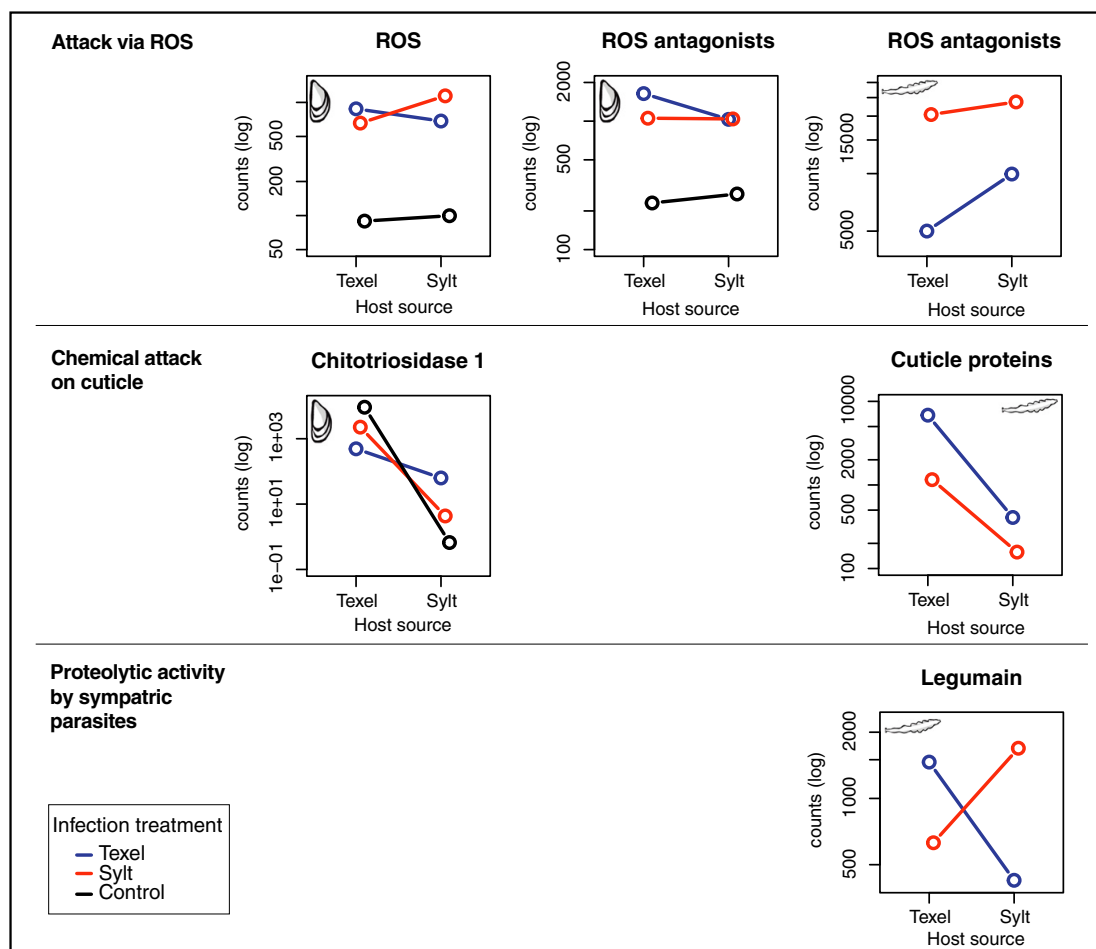 Attack via ROS
ROS
ROS antagonists
ROS antagonists
counts (log)
500
200
50
Texel
Sylt
Host source
counts (log)
2000
500
100
Texel
Sylt
Host source
counts (log)
15000
5000
Texel
Sylt
Host source
Chemical attack
on cuticle
Chitotriosidase 1
Cuticle proteins
counts (log)
1e+03
1e+01
1e−01
Texel
Sylt
Host source
counts (log)
10000
2000
500
100
Texel
Sylt
Host source
Proteolytic activity
by sympatric
parasites
Legumain
counts (log)
2000
1000
500
Texel
Sylt
Host source
Infection treatment
Texel
Sylt
Control